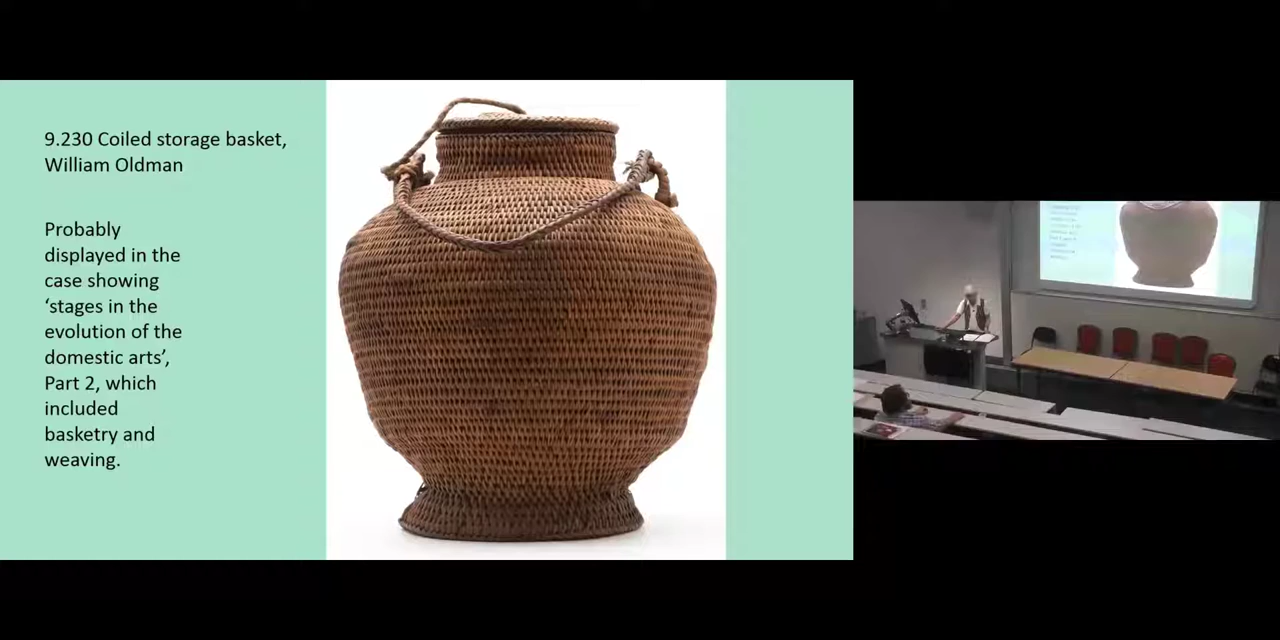 9.230 Coiled storage basket,
William Oldman
Probably
displayed in the
case showing
‘stages in the
evolution of the
domestic arts’,
Part 2, which
included
basketry and
weaving.